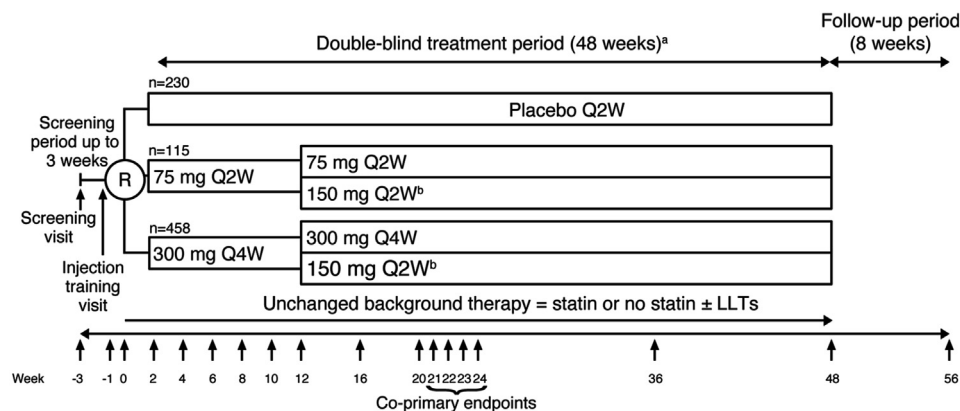 Follow-up period
(8 weeks)
Double-blind treatment period (48 weeks)a
n=230
Placebo Q2W
Screening
period up to
3 weeks
R
n=115
75 mg Q2W
75 mg Q2W
150 mg Q2Wb
n=458
300 mg Q4W
300 mg Q4W
150 mg Q2Wb
Screening
visit
Injection
training
visit
Unchanged background therapy = statin or no statin ± LLTs
Week -3 -1 0 2 4 6 8 10 12 16 20 21 22 23 24 36 48 56
Co-primary endpoints